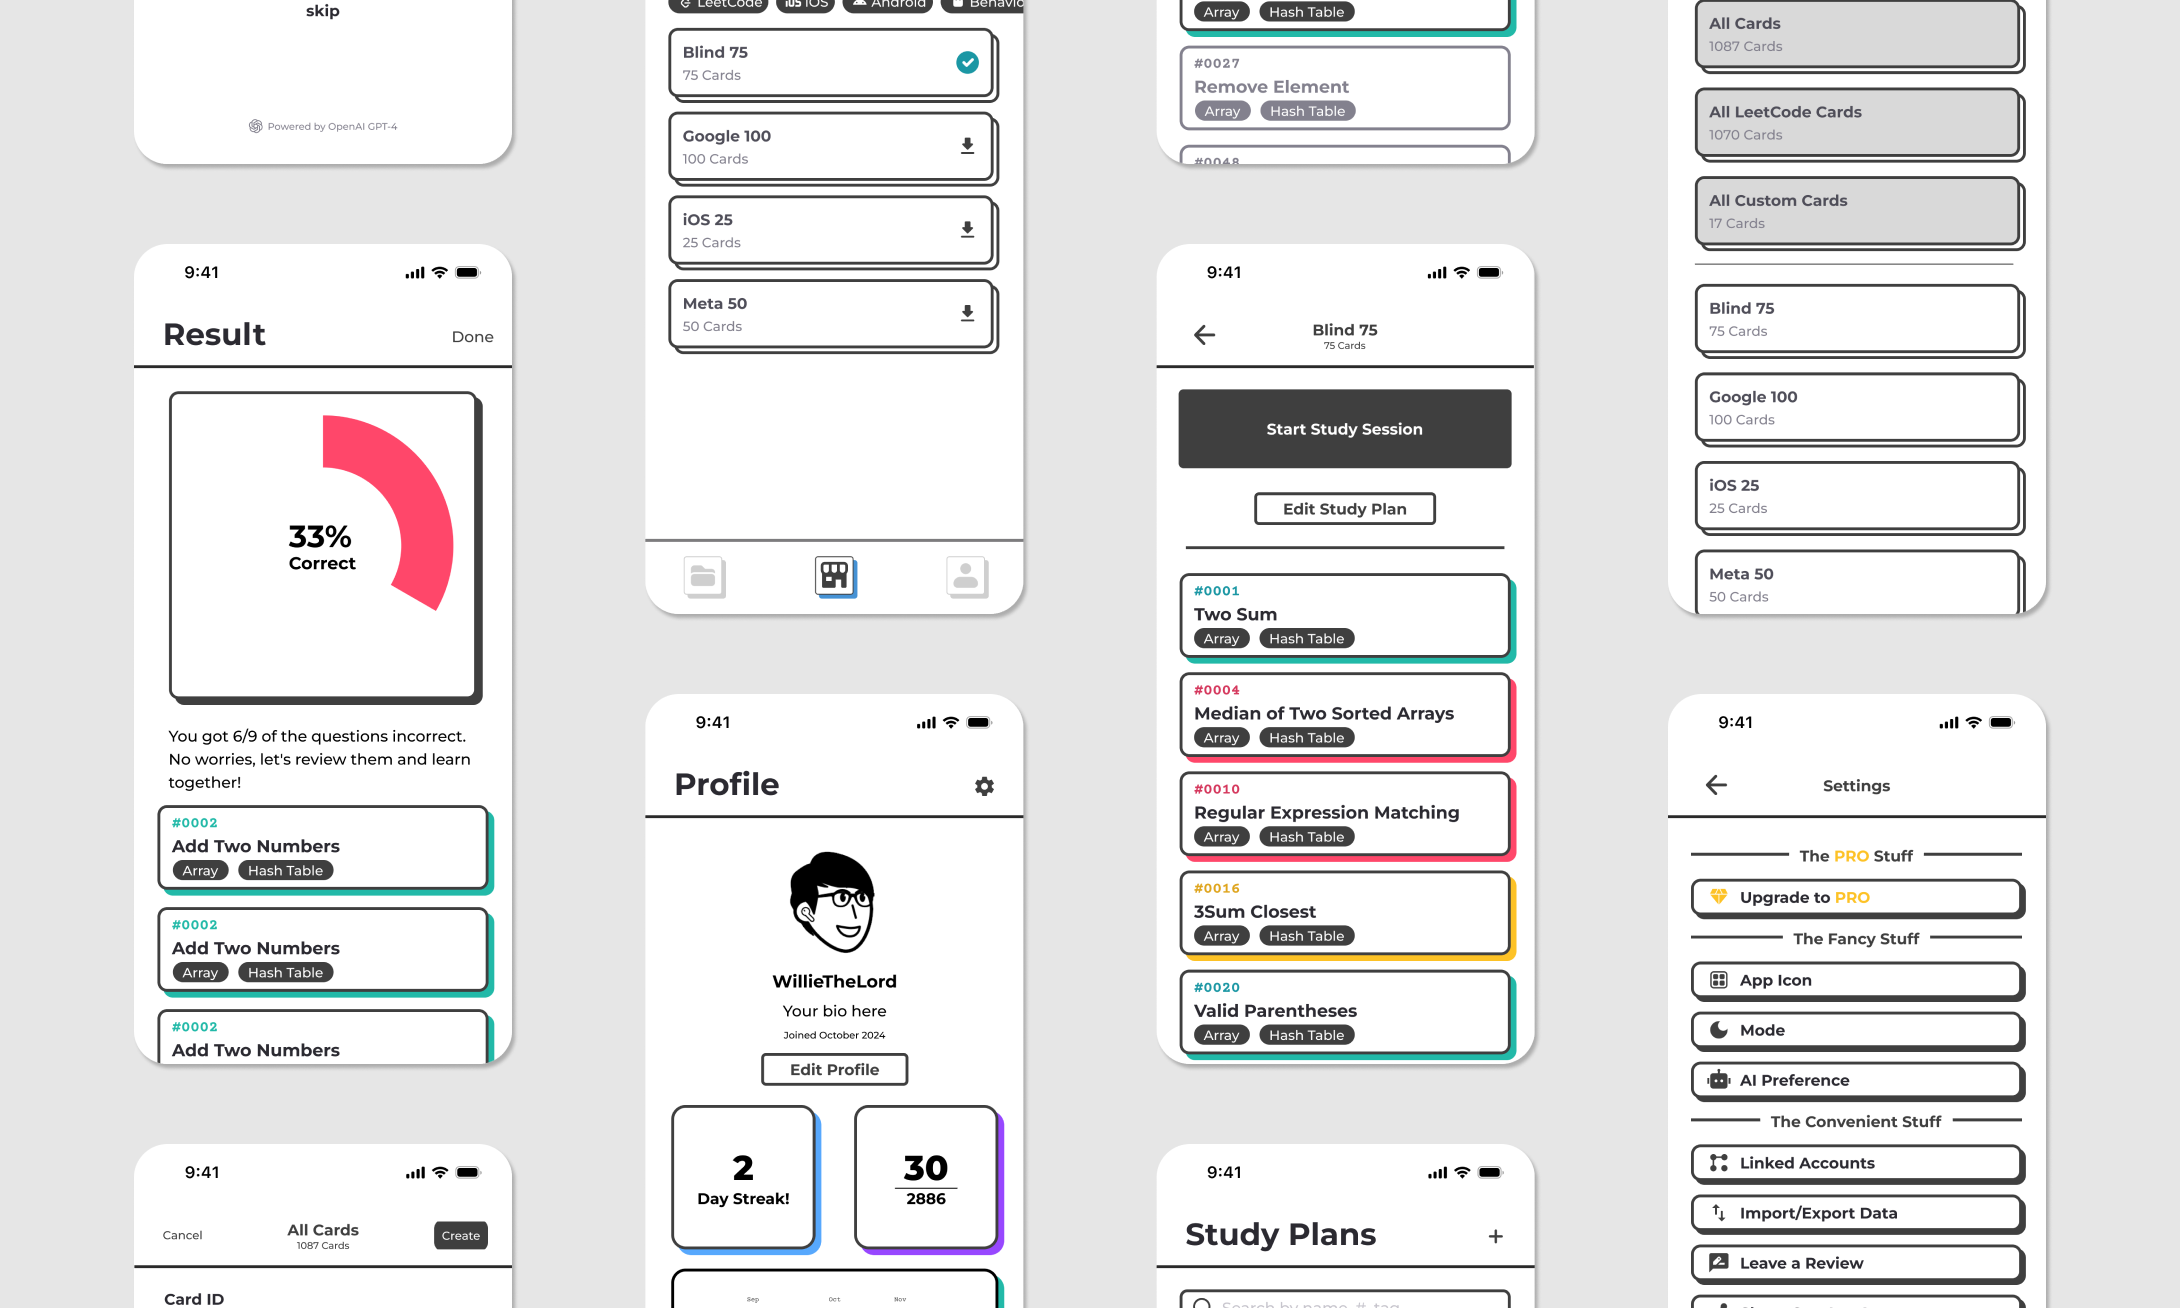 skip
Powered by OpenAI GPT-4
9:41
Result
Done
33%
Correct
You got 6/9 of the questions incorrect.
No worries, let's review them and learn
together!
#0002
Add Two Numbers
Array Hash Table
#0002
Add Two Numbers
Array Hash Table
#0002
Add Two Numbers
9:41
Cancel
All Cards
1087 Cards
Create
Card ID
LeetCode iOS iOS Android Behavio
Blind 75
75 Cards
Google 100
100 Cards
iOS 25
25 Cards
Meta 50
50 Cards
9:41
Profile
WillieTheLord
Your bio here
Joined October 2024
Edit Profile
2
Day Streak!
30
2886
Sep Oct Nov
Array Hash Table
#0027
Remove Element
Array Hash Table
#0048
9:41
Blind 75
75 Cards
Start Study Session
Edit Study Plan
#0001
Two Sum
Array Hash Table
#0004
Median of Two Sorted Arrays
Array Hash Table
#0010
Regular Expression Matching
Array Hash Table
#0016
3Sum Closest
Array Hash Table
#0020
Valid Parentheses
Array Hash Table
9:41
Study Plans
+
Search by name, #, tag
All Cards
1087 Cards
All LeetCode Cards
1070 Cards
All Custom Cards
17 Cards
Blind 75
75 Cards
Google 100
100 Cards
iOS 25
25 Cards
Meta 50
50 Cards
9:41
Settings
The PRO Stuff
Upgrade to PRO
The Fancy Stuff
App Icon
Mode
AI Preference
The Convenient Stuff
Linked Accounts
Import/Export Data
Leave a Review